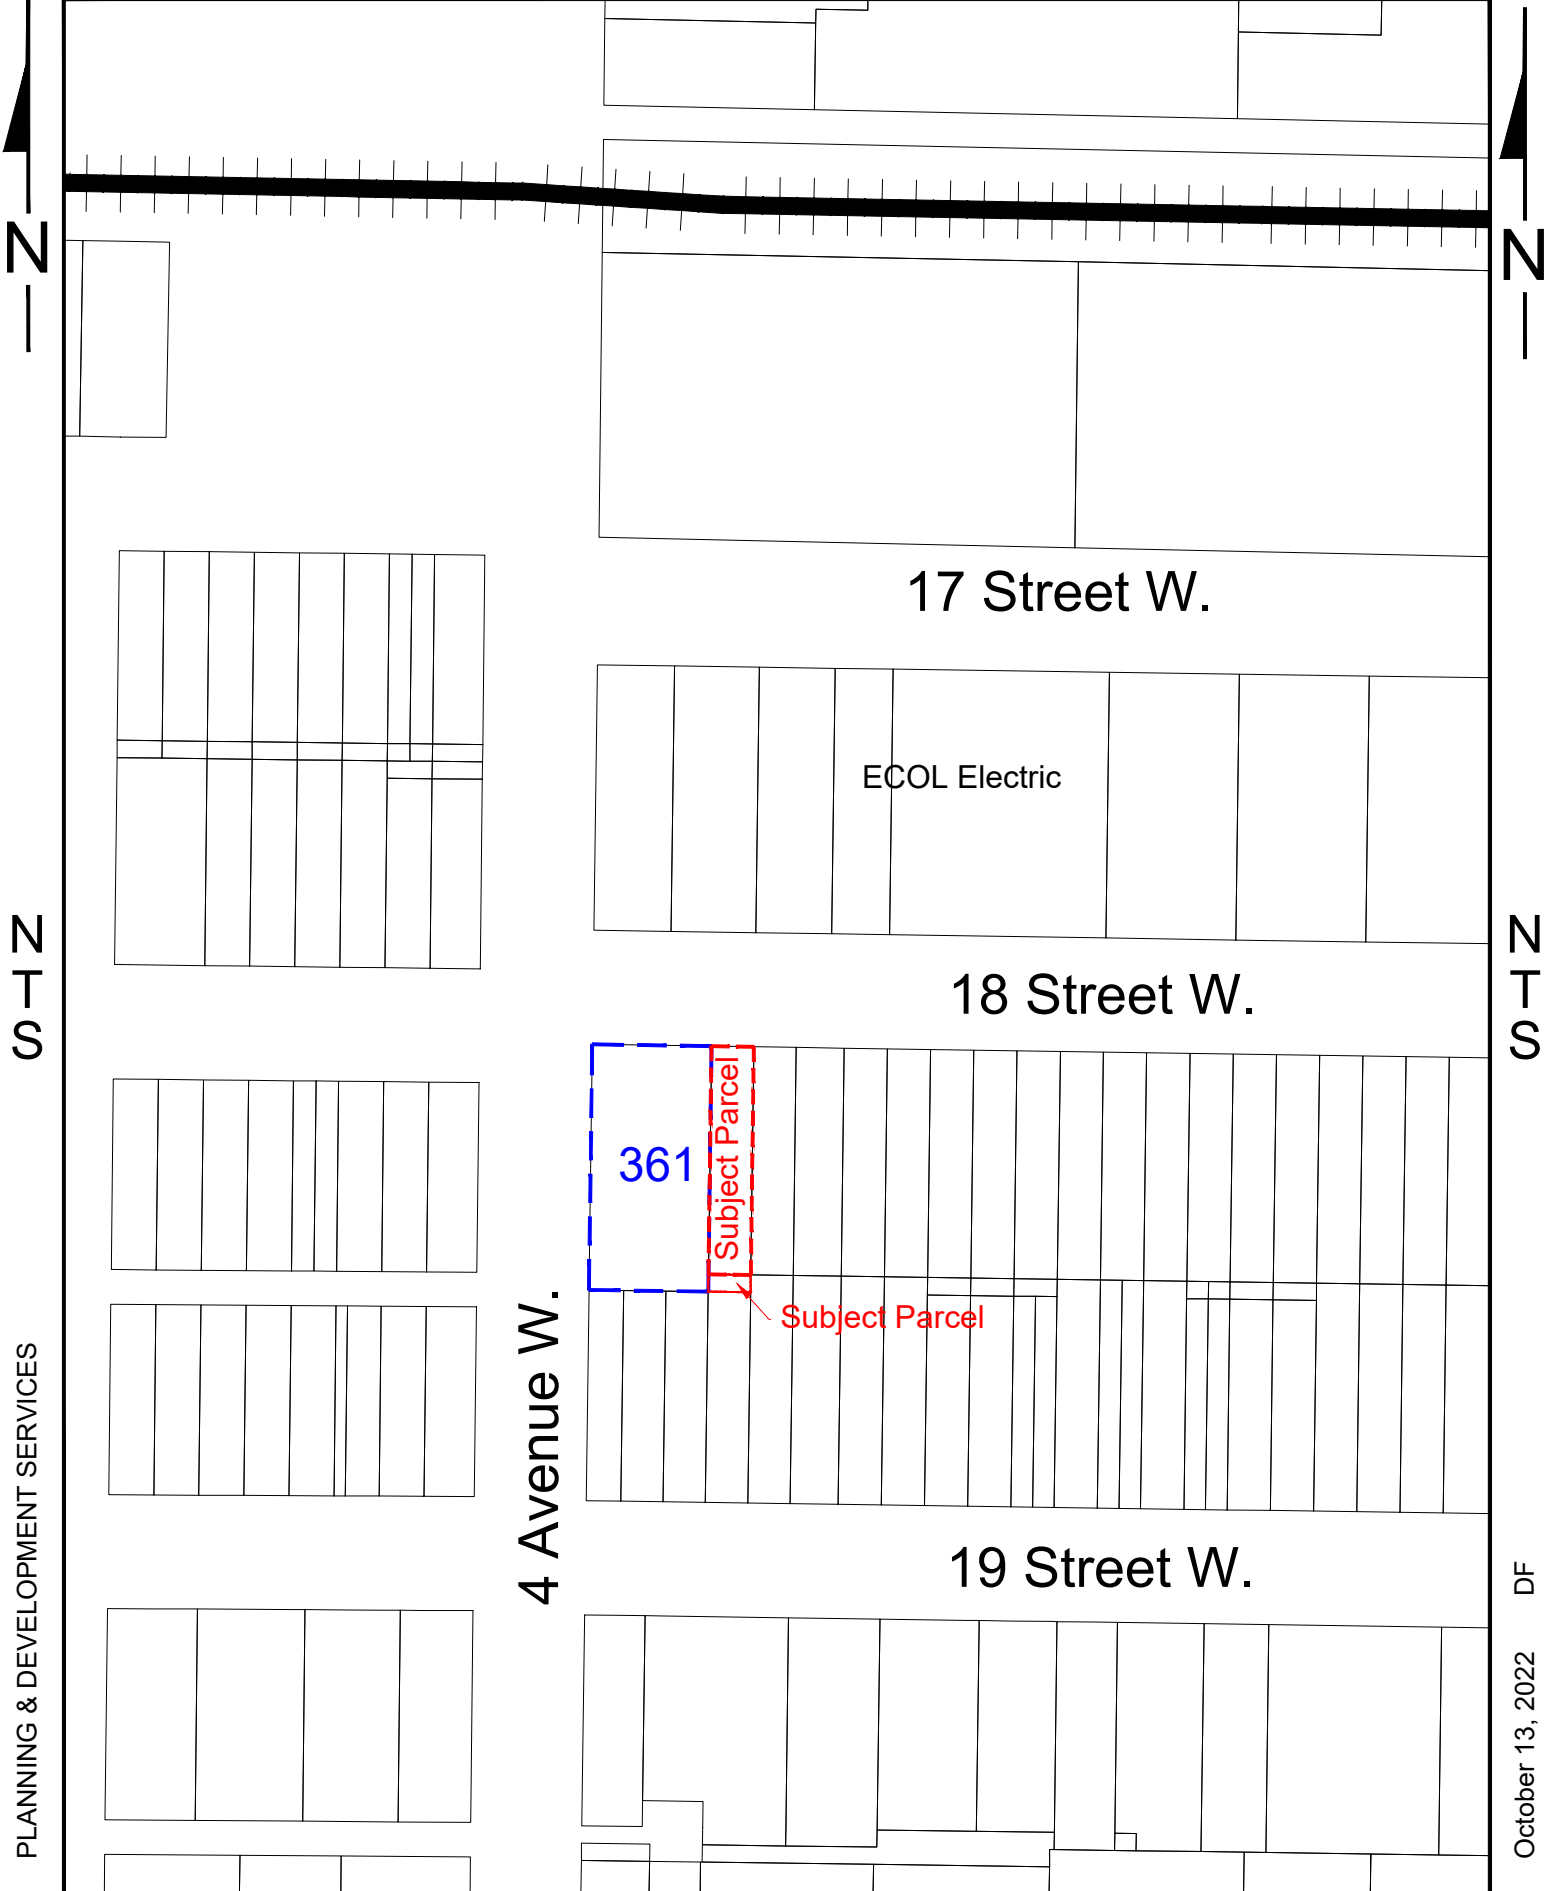 N
N
17 Street W.
ECOL Electric
N
T
S
N
T
S
18 Street W.
361
Subject Parcel
Subject Parcel
4 Avenue W.
19 Street W.
PLANNING & DEVELOPMENT SERVICES
October 13, 2022 DF